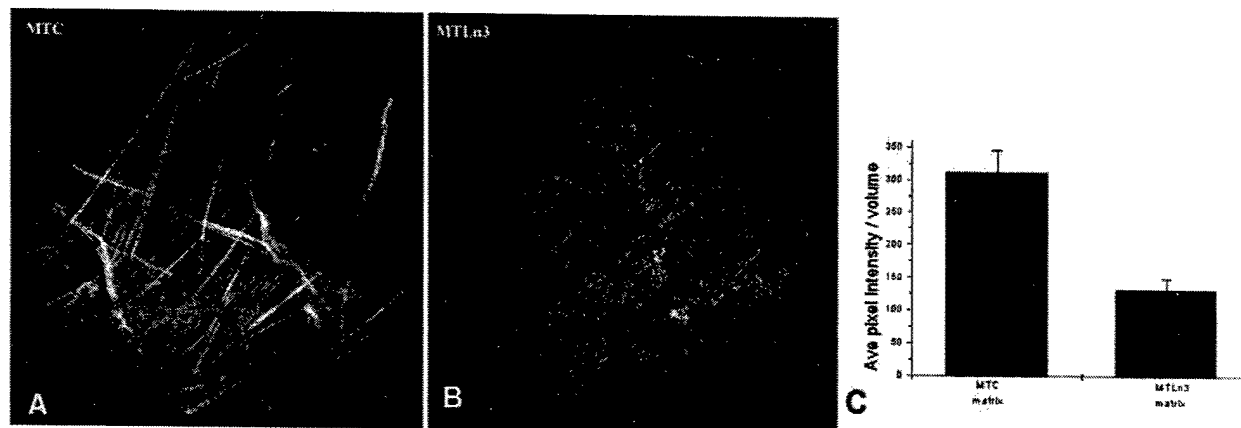 MTC
MTLn3
A
B
C
Ave pixel Intensity / volume
350
300
250
200
150
100
50
0
MTC
matrix
MTLn3
matrix